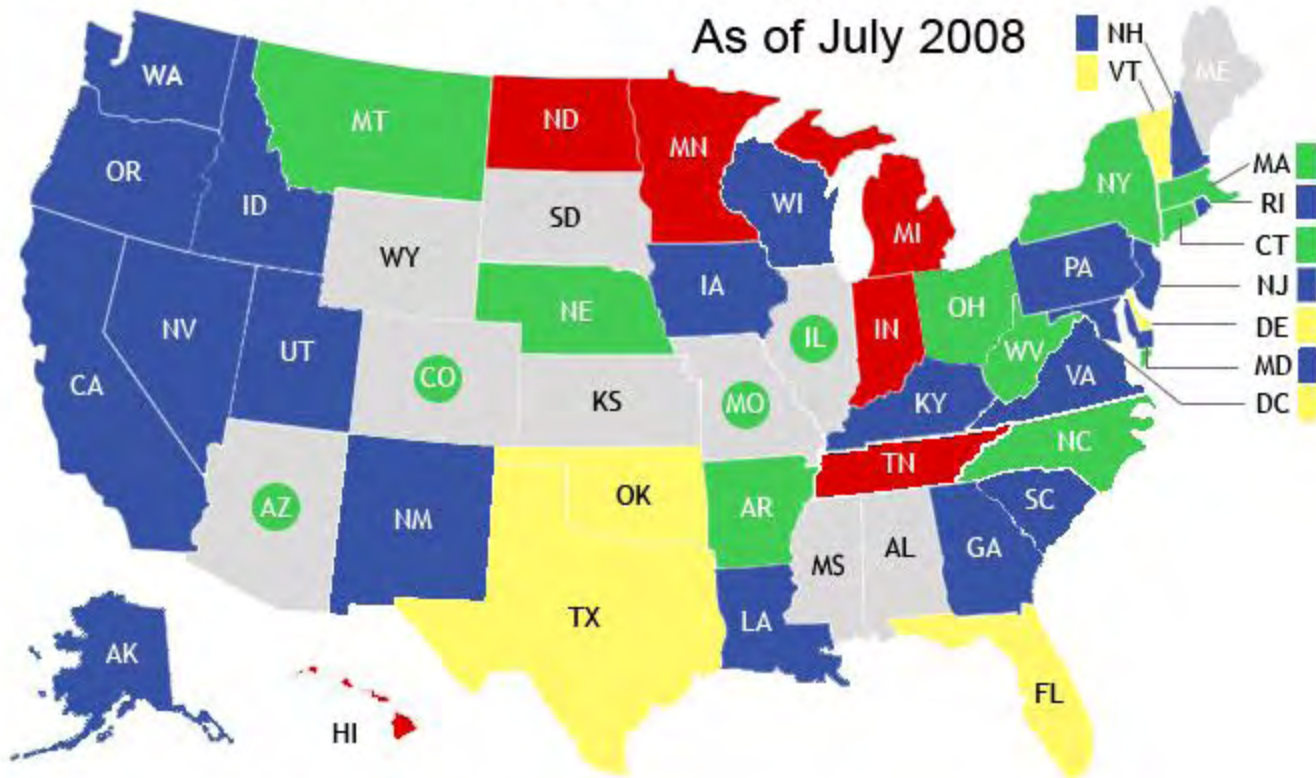 As of July 2008
NH
VT
ME
WA
MT
ND
MN
OR
ID
WY
SD
WI
MI
NY
MA
RI
CT
NJ
DE
MD
DC
PA
IA
NE
NV
UT
CA
CO
KS
MO
IL
IN
OH
WV
VA
KY
NC
TN
SC
AZ
NM
OK
AR
TX
LA
MS
AL
GA
FL
AK
HI